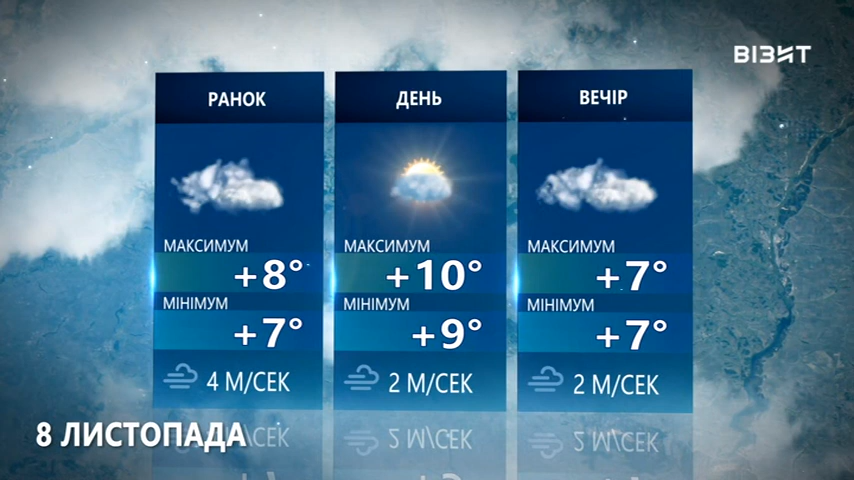 ВІЗИТ
РАНОК
МАКСИМУМ
+8°
МІНІМУМ
+7°
4 М/СЕК
ДЕНЬ
МАКСИМУМ
+10°
МІНІМУМ
+9°
2 М/СЕК
ВЕЧІР
МАКСИМУМ
+7°
МІНІМУМ
+7°
2 М/СЕК
8 ЛИСТОПАДА